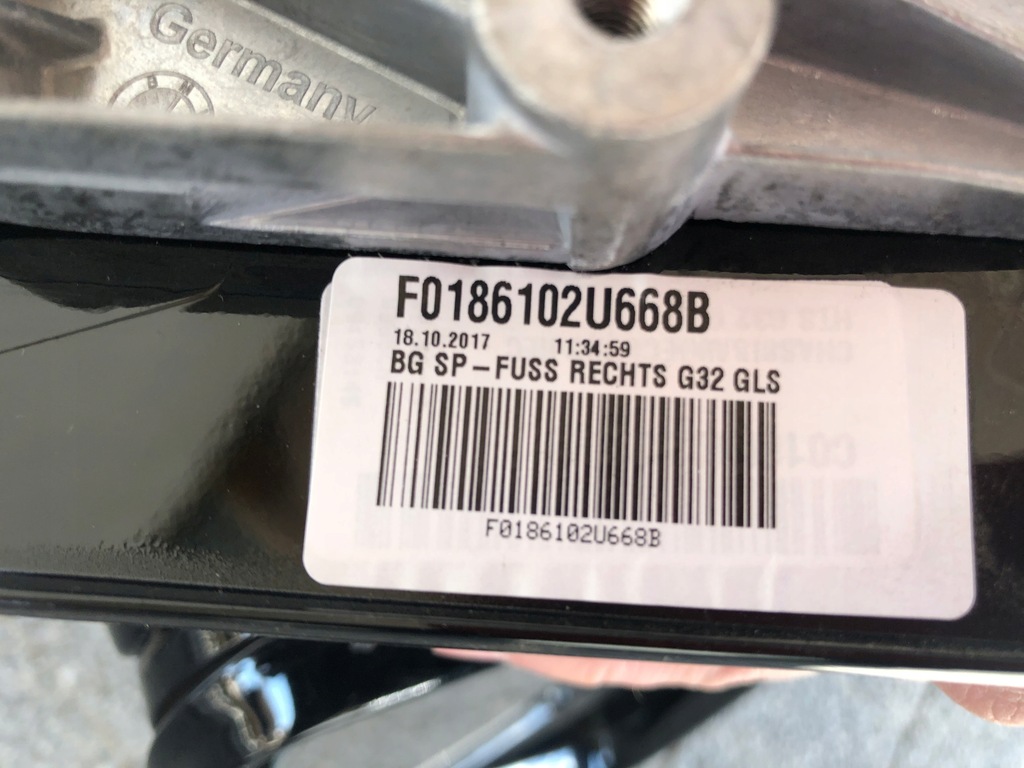 Germany
F0186102U668B
18.10.2017 11:34:59
BG SP-FUSS RECHTS G32 GLS
F0186102U668B